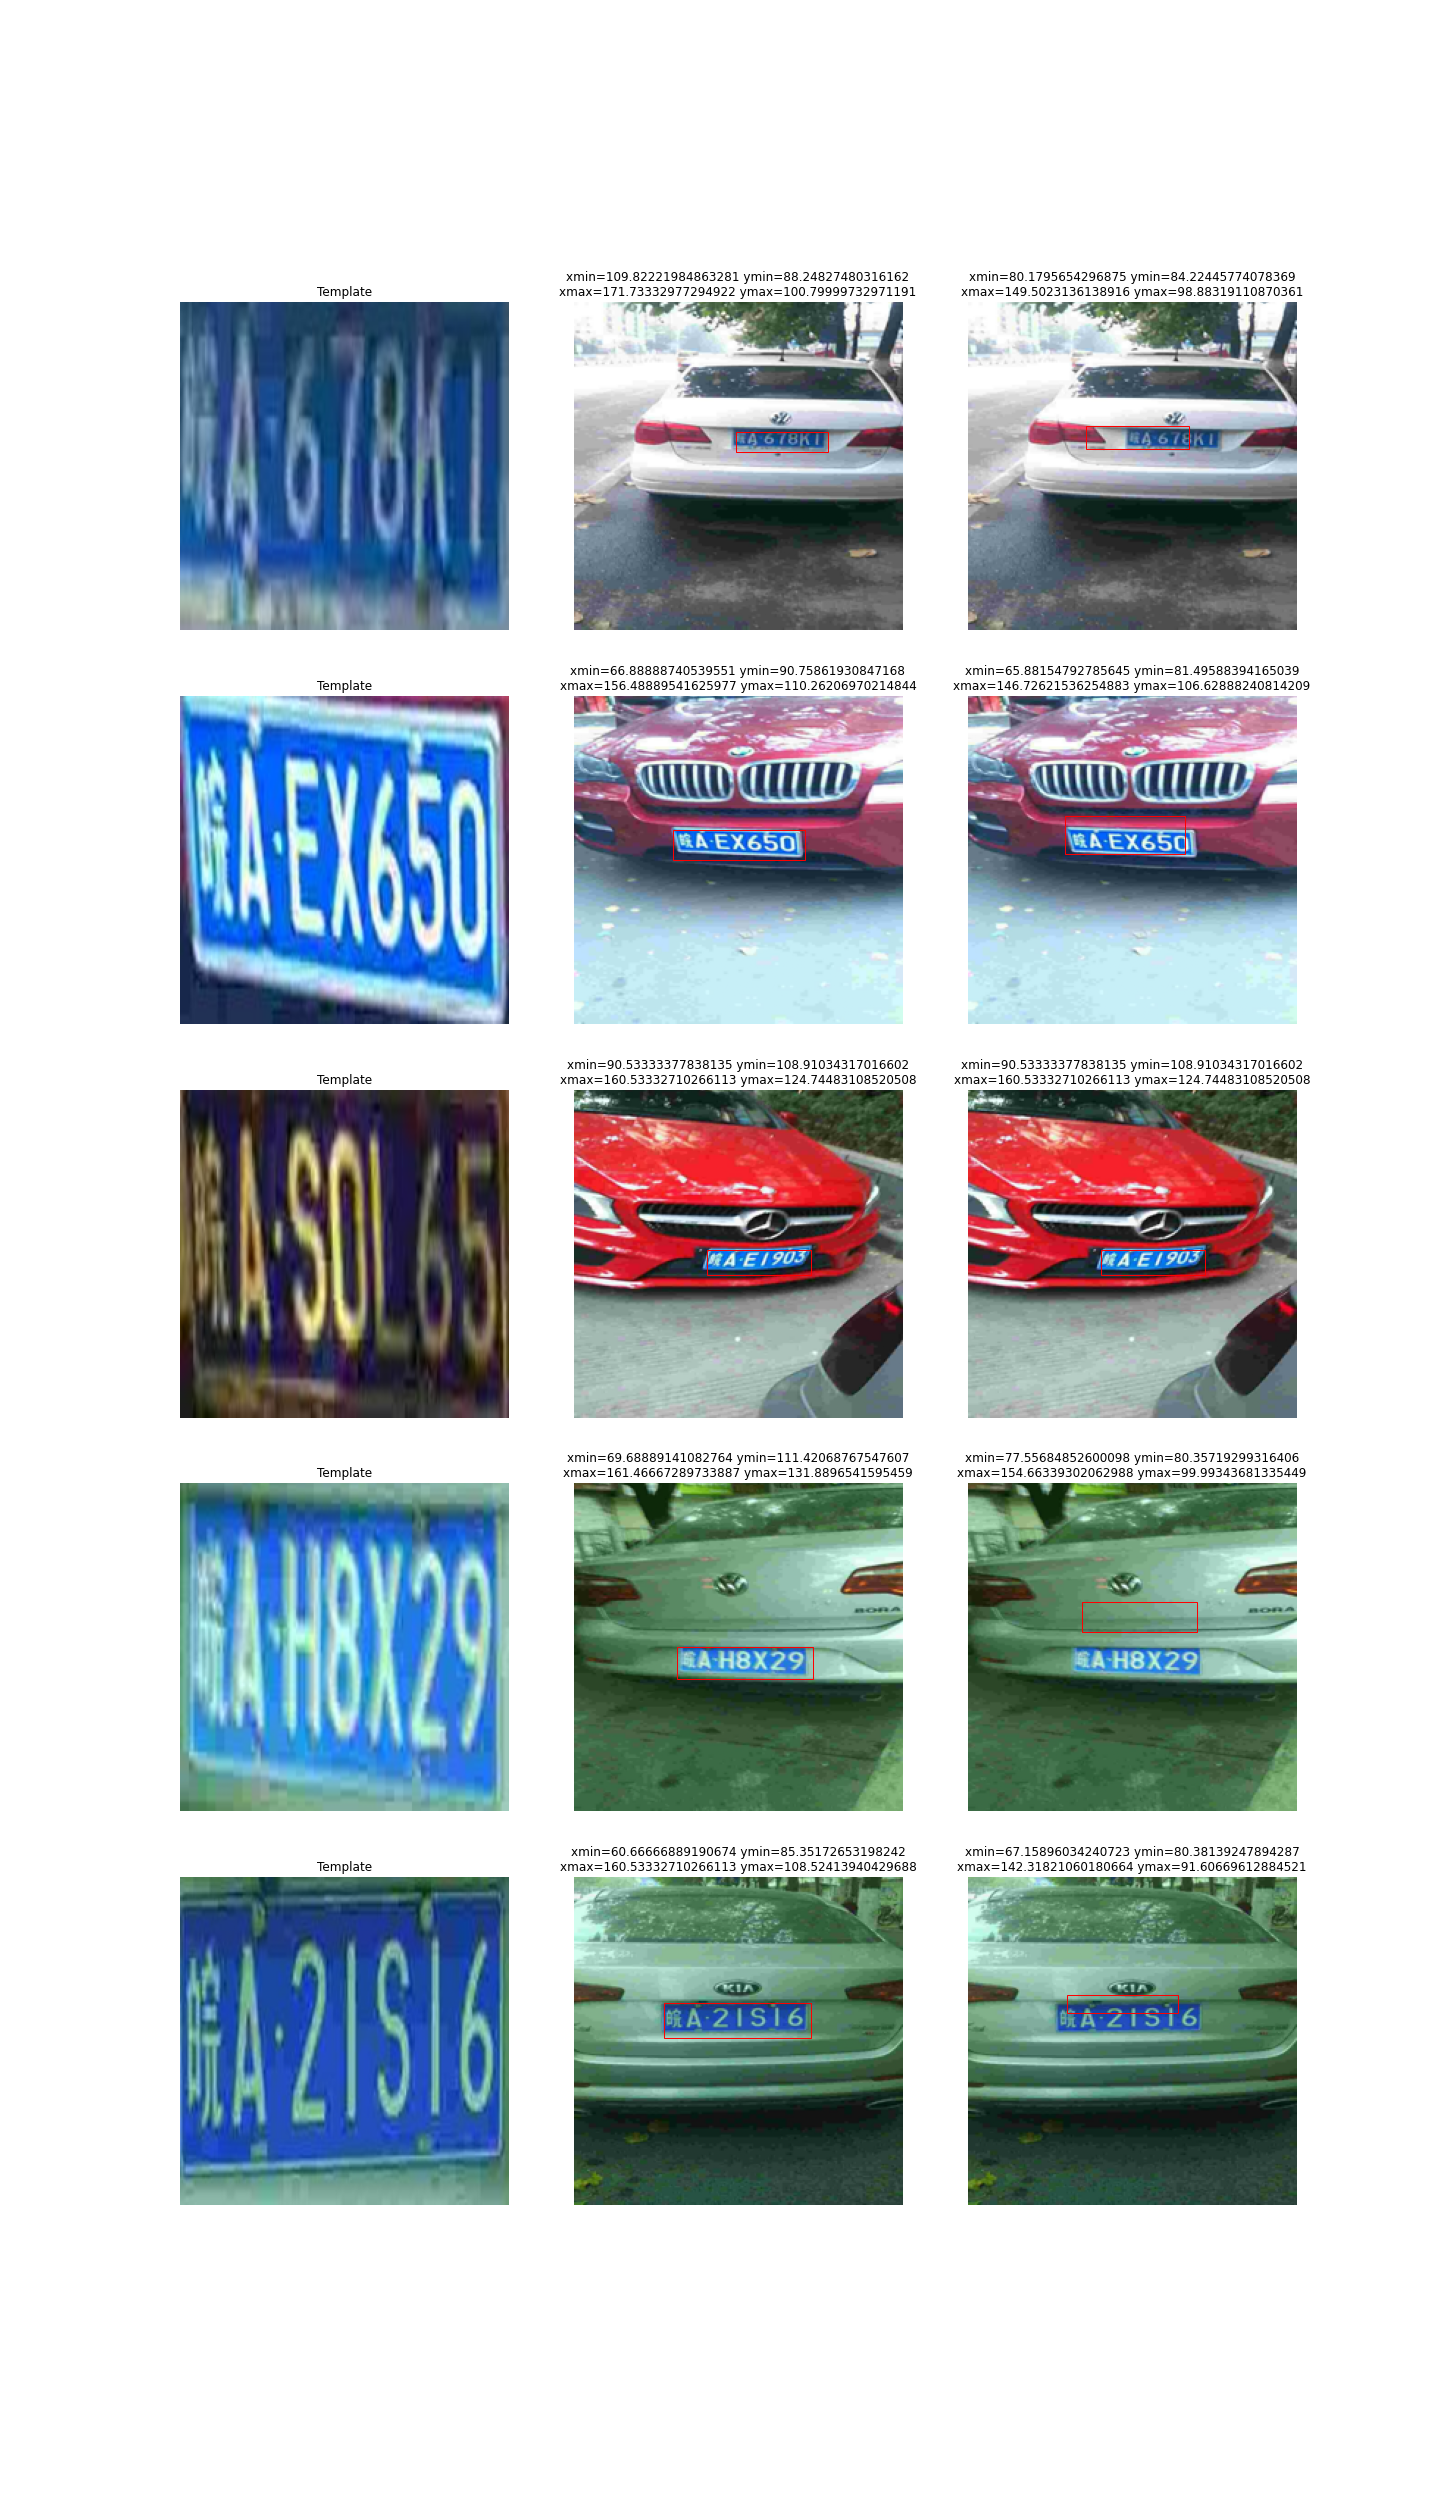 xmin=109.82221984863281 ymin=88.24827480316162
xmax=171.73332977294922 ymax=100.79999732971191
xmin=80.1795654296875 ymin=84.22445774078369
xmax=149.5023136138916 ymax=98.88319110870361
Template
皖A·678K1
皖A·678K1
皖A·678K1
xmin=66.88888740539551 ymin=90.75861930847168
xmax=156.48889541625977 ymax=110.26206970214844
xmin=65.88154792785645 ymin=81.49588394165039
xmax=146.72621536254883 ymax=106.62888240814209
Template
皖A·EX650
皖A·EX650
皖A·EX650
xmin=90.53333377838135 ymin=108.91034317016602
xmax=160.53332710266113 ymax=124.74483108520508
xmin=90.53333377838135 ymin=108.91034317016602
xmax=160.53332710266113 ymax=124.74483108520508
Template
皖A·S0L65
皖A·E1903
皖A·E1903
xmin=69.68889141082764 ymin=111.42068767547607
xmax=161.46667289733887 ymax=131.8896541595459
xmin=77.55684852600098 ymin=80.35719299316406
xmax=154.66339302062988 ymax=99.99343681335449
Template
皖A·H8X29
BORA
皖A·H8X29
BORA
皖A·H8X29
xmin=60.66666889190674 ymin=85.35172653198242
xmax=160.53332710266113 ymax=108.52413940429688
xmin=67.15896034240723 ymin=80.38139247894287
xmax=142.31821060180664 ymax=91.60669612884521
Template
皖A·21S16
KIA
皖A·21S16
KIA
皖A·21S16